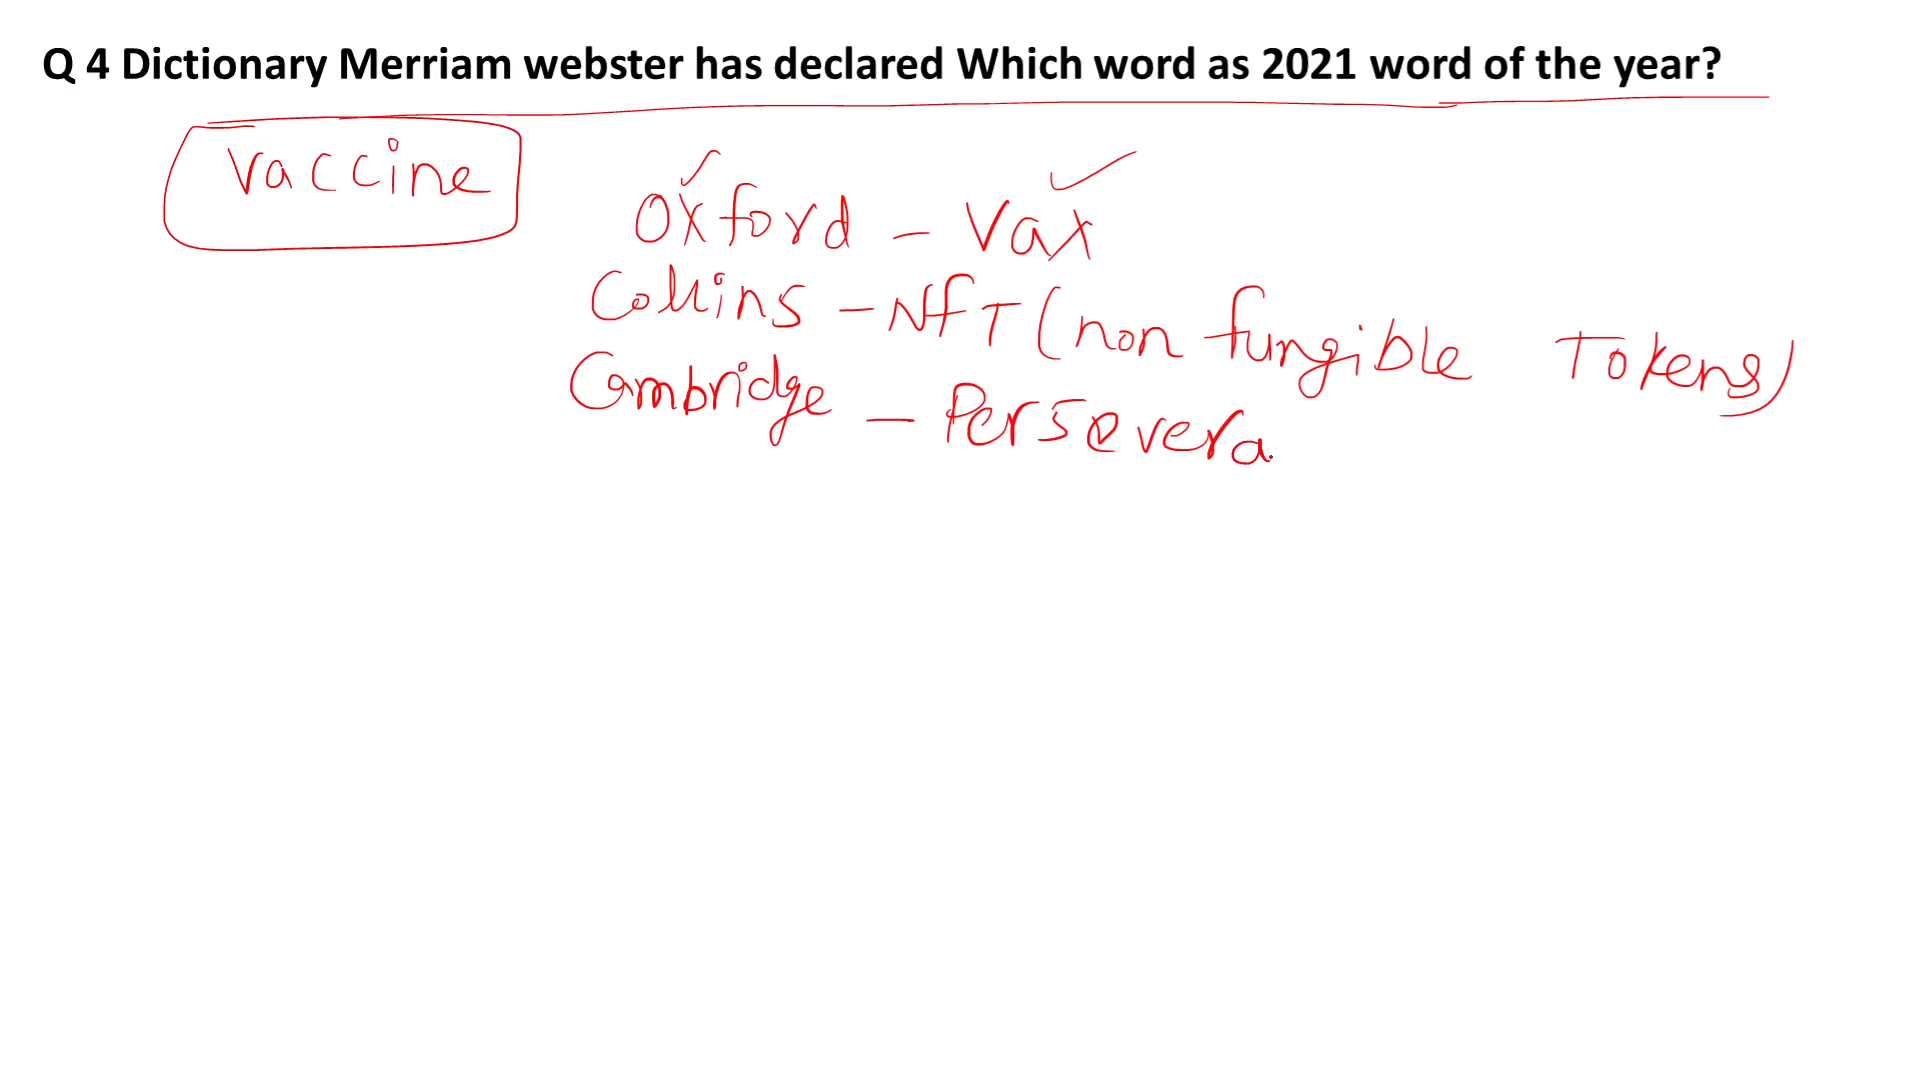 Q 4 Dictionary Merriam webster has declared Which word as 2021 word of the year?
Vaccine
Oxford - Vax
Collins - NFT (non fungible Tokens)
Cambridge - Persevera